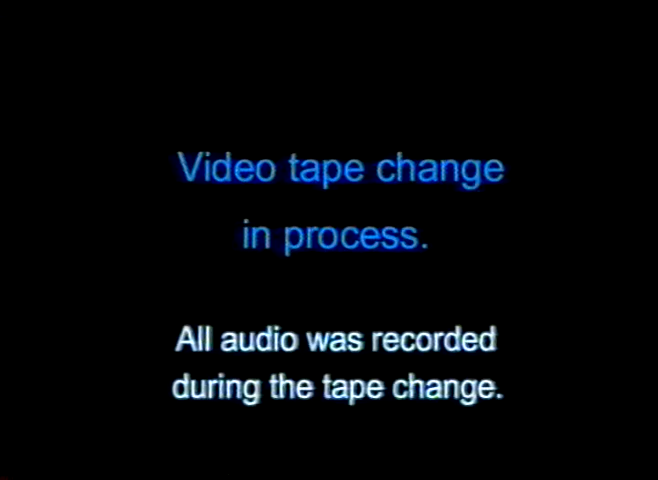 Video tape change
in process.
All audio was recorded
during the tape change.